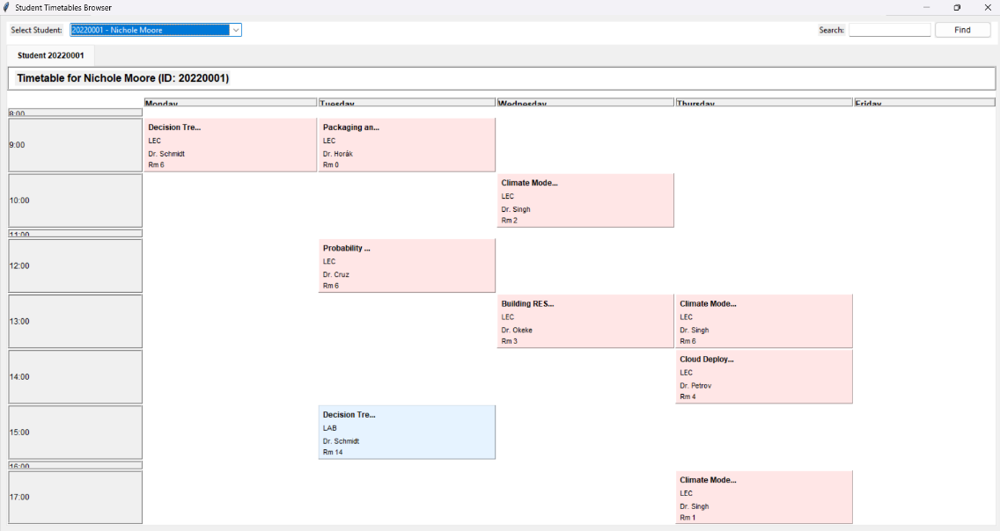 Student Timetables Browser
Select Student: 20220001 - Nichole Moore Search: Find
Student 20220001
Timetable for Nichole Moore (ID: 20220001)
Monday Tuesday Wednesday Thursday Friday
8:00
9:00
Decision Tre...
LEC
Dr. Schmidt
Rm 6
Packaging an...
LEC
Dr. Horák
Rm 0
10:00
Climate Mode...
LEC
Dr. Singh
Rm 2
11:00
12:00
Probability ...
LEC
Dr. Cruz
Rm 6
13:00
Building RES...
LEC
Dr. Okeke
Rm 3
Climate Mode...
LEC
Dr. Singh
Rm 6
14:00
Cloud Deploy...
LEC
Dr. Petrov
Rm 4
15:00
Decision Tre...
LAB
Dr. Schmidt
Rm 14
16:00
17:00
Climate Mode...
LEC
Dr. Singh
Rm 1